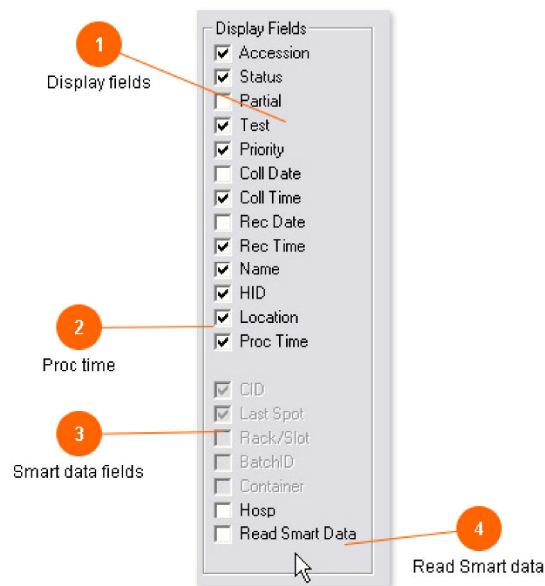 Display Fields
1
Display fields
Accession
Status
Partial
Test
Priority
Coll Date
Coll Time
Rec Date
Rec Time
Name
HID
Location
2
Proc time
Proc Time
CID
Last Spot
3
Rack/Slot
Smart data fields
BatchID
Container
Hosp
Read Smart Data
4
Read Smart data